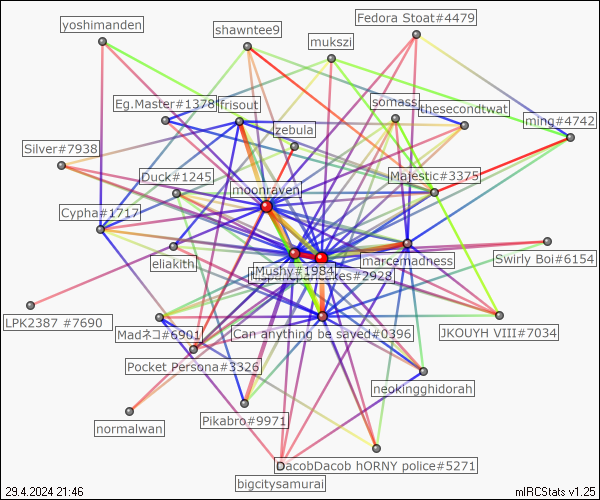 yoshimanden
shawntee9
Fedora Stoat#4479
mukszi
Eg.Master#1378
frisout
somass
thesecondtwat
ming#4742
zebula
Silver#7938
Duck#1245
moonraven
Majestic#3375
Cypha#1717
eliakith
Mushy#1984
marcemadness
Swirly Boi#6154
LPK2387 #7690
Madネコ#6901
Can anything be saved#0396
JKOUYH VIII#7034
Pocket Persona#3326
neokingghidorah
normalwan
Pikabro#9971
DacobDacob hORNY police#5271
bigcitysamurai
29.4.2024 21:46
mIRCStats v1.25